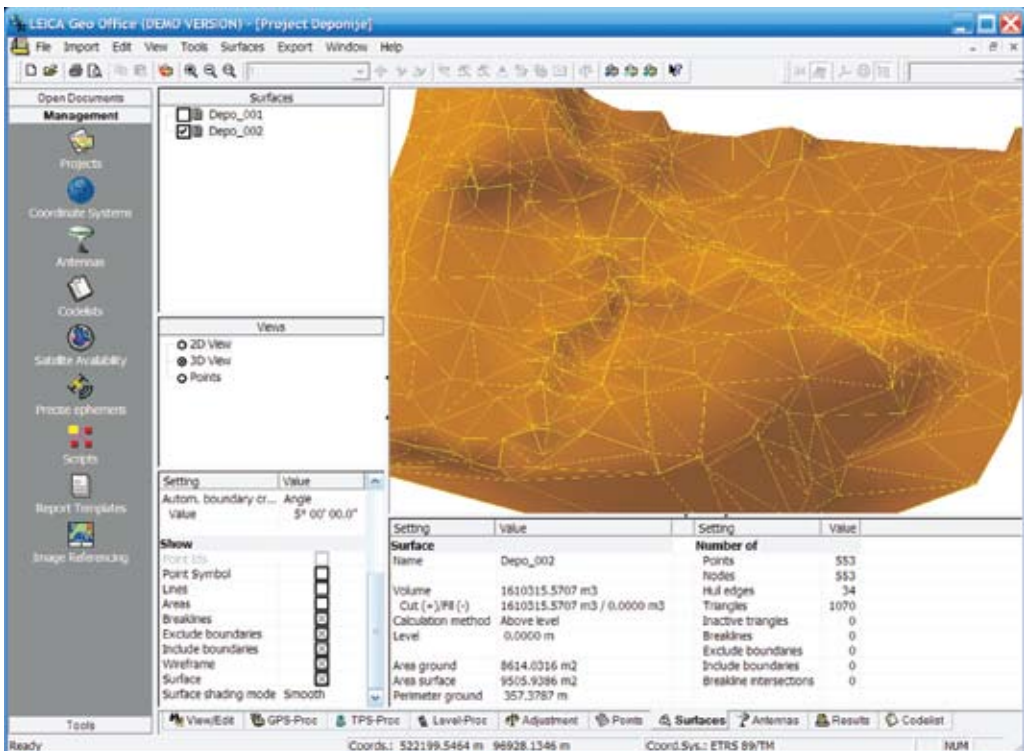 LEICA Geo Office (DEMO VERSION) - [Project Deponije]
File Import Edit View Tools Surfaces Export Window Help
Open Documents
Management
Projects
Coordinate Systems
Antennas
Codelists
Satellite Availability
Precise ephemeris
Scripts
Report Templates
Image Referencing
Tools
Surfaces
Depo_001
Depo_002
Views
2D View
3D View
Points
Setting Value
Autom. boundary cr... Angle
Value 5° 00' 00.0"
Show
Point IDs
Point Symbol
Lines
Areas
Breaklines
Exclude boundaries
Include boundaries
Wireframe
Surface
Surface shading mode Smooth
Setting Value
Surface
Name Depo_002
Volume 1610315.5707 m3
Cut (+)/Fill (-) 1610315.5707 m3 / 0.0000 m3
Calculation method Above level
Level 0.0000 m
Area ground 8614.0316 m2
Area surface 9505.9386 m2
Perimeter ground 357.3787 m
Setting Value
Number of
Points 553
Nodes 553
Hull edges 34
Triangles 1070
Inactive triangles 0
Breaklines 0
Exclude boundaries 0
Include boundaries 0
Breakline intersections 0
View/Edit GPS-Proc TPS-Proc Level-Proc Adjustment Points Surfaces Antennas Results Codelist
Ready Coords.: 522199.5464 m 96928.1346 m Coord.Sys.: ETRS 89/TM NUM